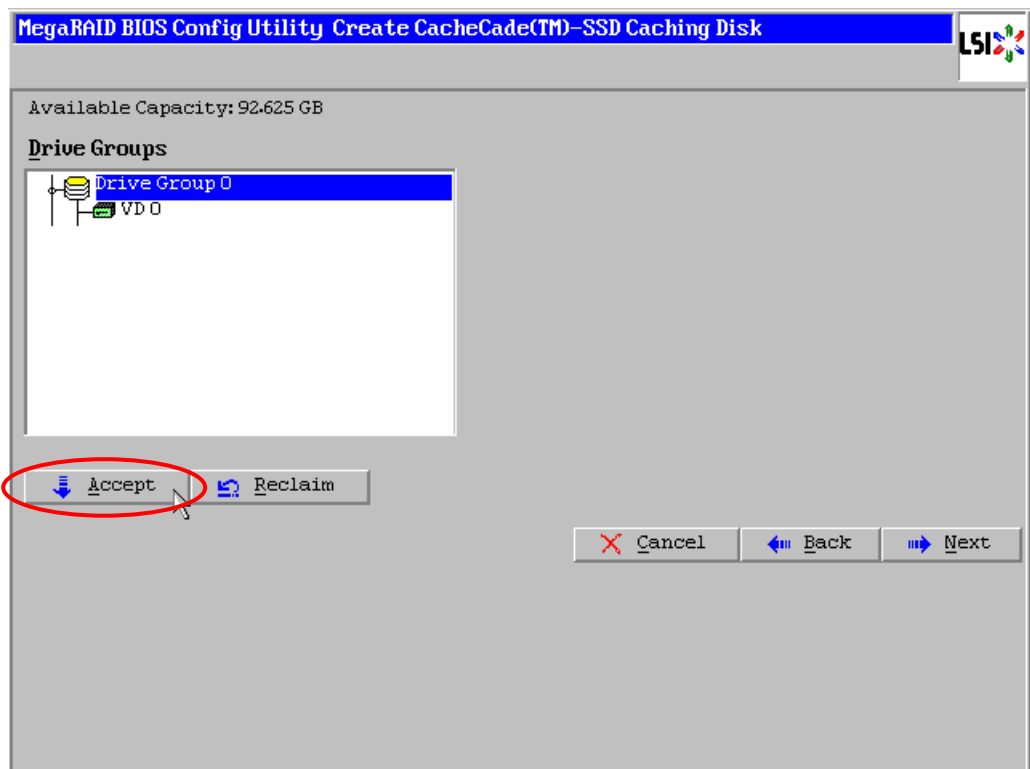 MegaRAID BIOS Config Utility Create CacheCade(TM)-SSD Caching Disk
LSI
Available Capacity: 92.625 GB
Drive Groups
Drive Group 0
VD 0
Accept Reclaim
Cancel Back Next